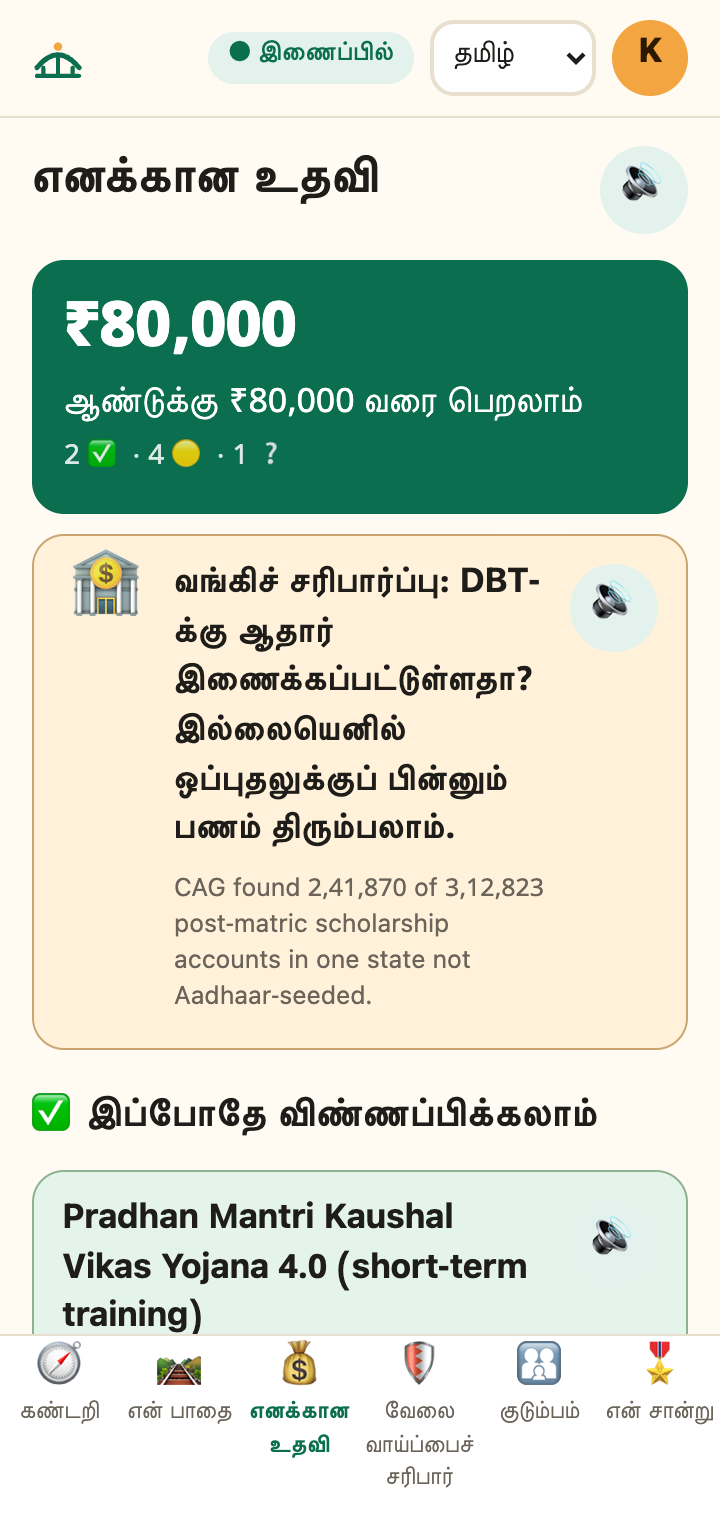 இணைப்பில்
தமிழ்
K
எனக்கான உதவி
₹80,000
ஆண்டுக்கு ₹80,000 வரை பெறலாம்
2 ✅ · 4 🟡 · 1 ?
வங்கிச் சரிபார்ப்பு: DBT-
க்கு ஆதார்
இணைக்கப்பட்டுள்ளதா?
இல்லையெனில்
ஒப்புதலுக்குப் பின்னும்
பணம் திரும்பலாம்.
CAG found 2,41,870 of 3,12,823
post-matric scholarship
accounts in one state not
Aadhaar-seeded.
✅ இப்போதே விண்ணப்பிக்கலாம்
Pradhan Mantri Kaushal
Vikas Yojana 4.0 (short-term
training)
கண்டறி
என் பாதை
எனக்கான
உதவி
வேலை
வாய்ப்பைச்
சரிபார்
குடும்பம்
என் சான்று